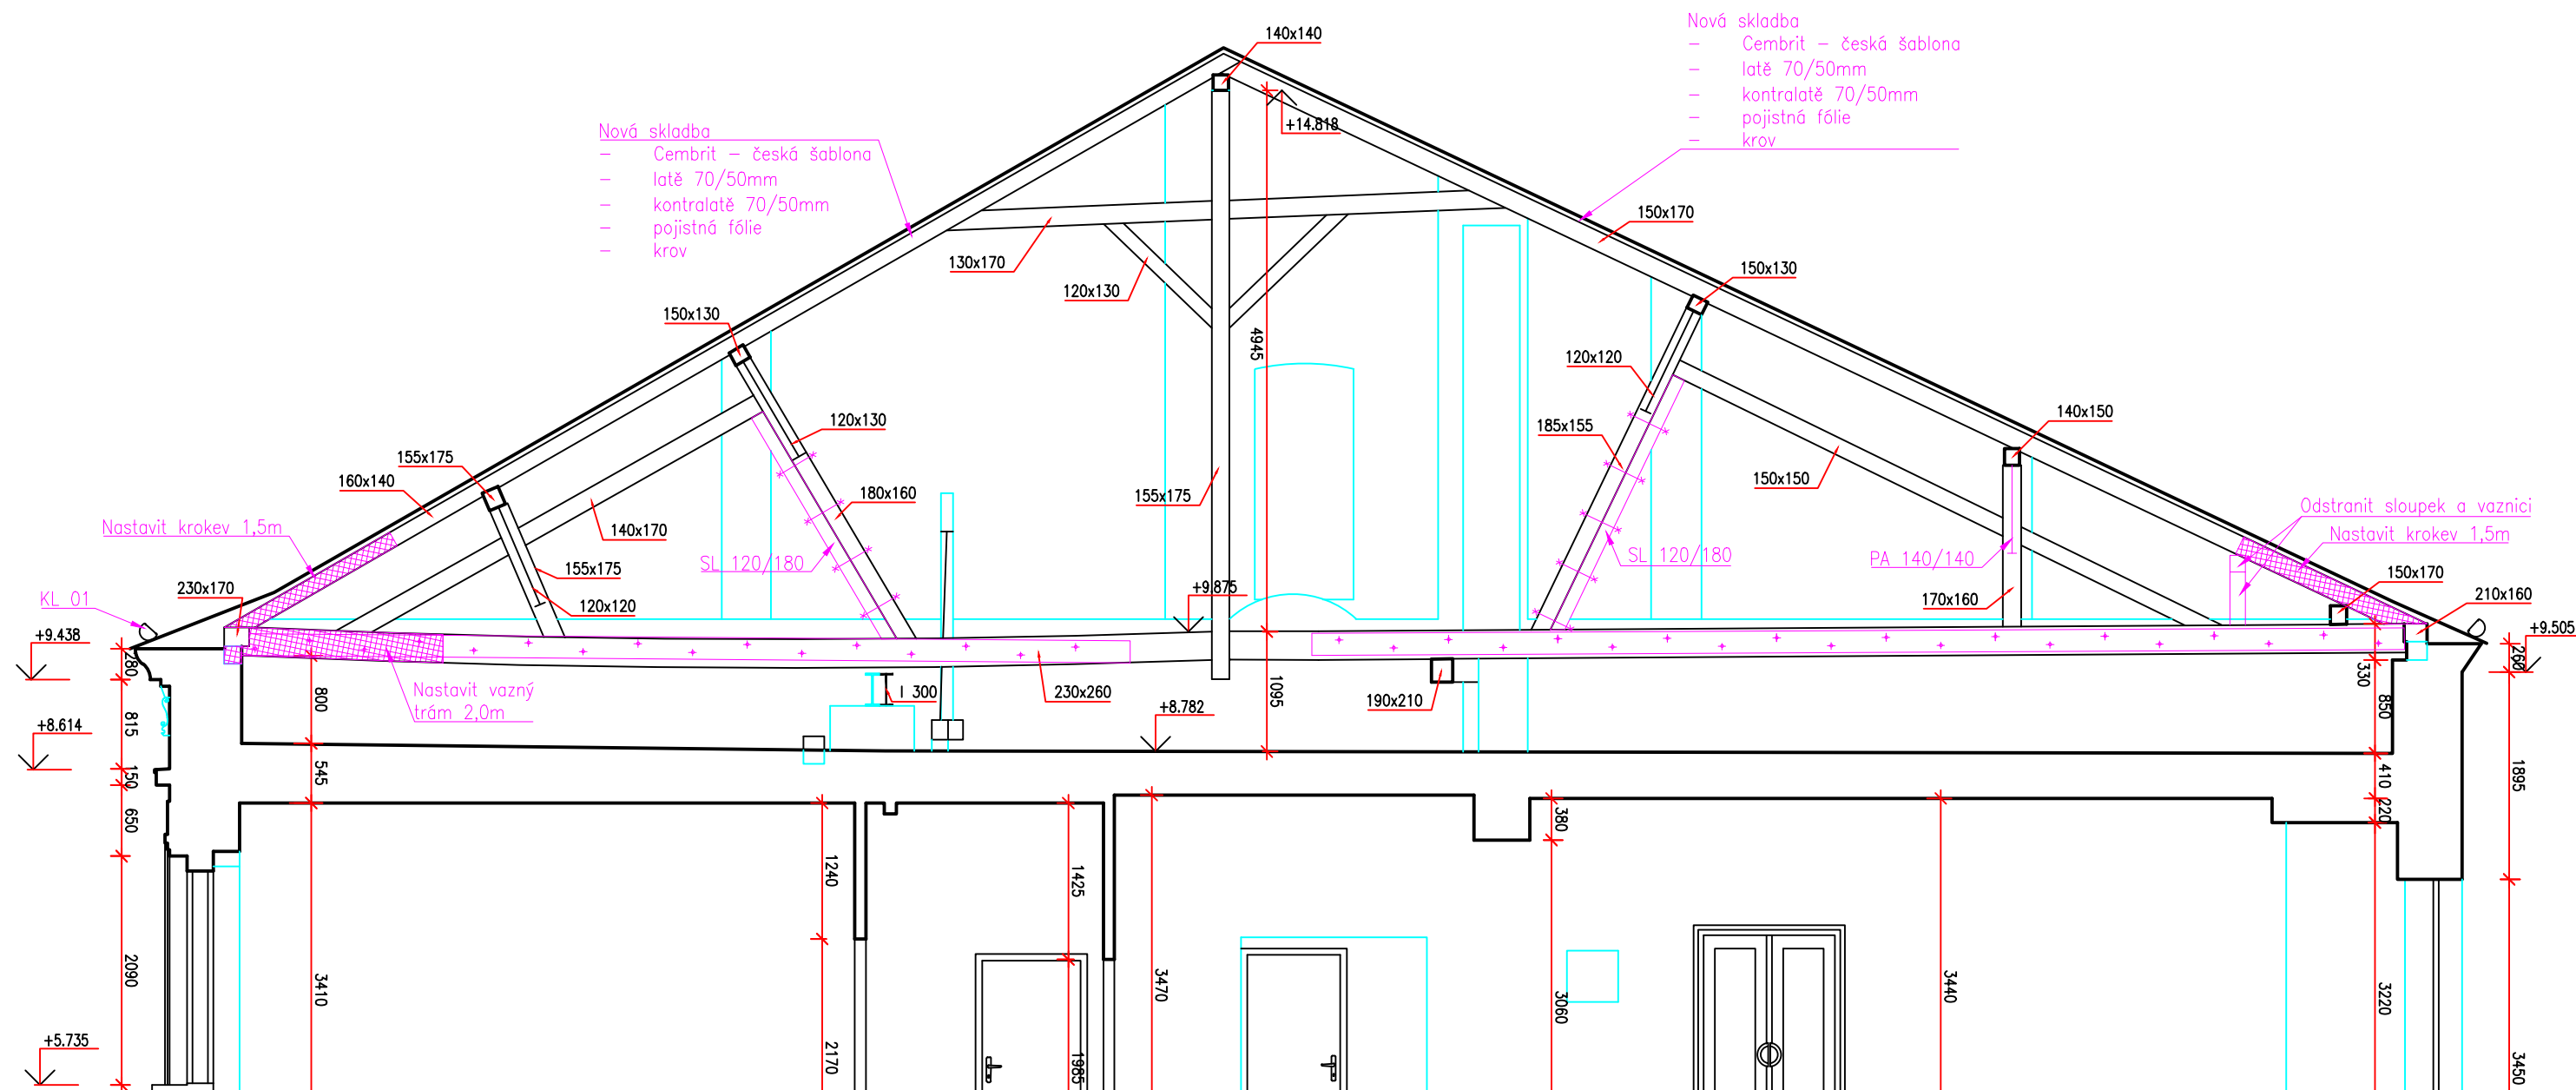 Nová skladba
- Cembrit - česká šablona
- latě 70/50mm
- kontralatě 70/50mm
- pojistná fólie
- krov
140x140
+14.818
Nová skladba
- Cembrit - česká šablona
- latě 70/50mm
- kontralatě 70/50mm
- pojistná fólie
- krov
150x170
130x170
120x130
150x130
150x130
4945
120x120
120x130
185x155
140x150
155x175
160x140
180x160
155x175
150x150
140x170
Nastavit krokev 1,5m
Odstranit sloupek a vaznici
Nastavit krokev 1,5m
SL 120/180
SL 120/180
PA 140/140
155x175
120x120
230x170
KL 01
+9.875
170x160
150x170
210x160
+9.438
+9.505
280
260
330
800
Nastavit vazný
trám 2,0m
I 300
230x260
1095
190x210
850
+8.782
+8.614
815
150
545
410
220
1895
650
380
1240
1425
2090
3410
3470
3060
3440
3220
+5.735
2170
1985
3450